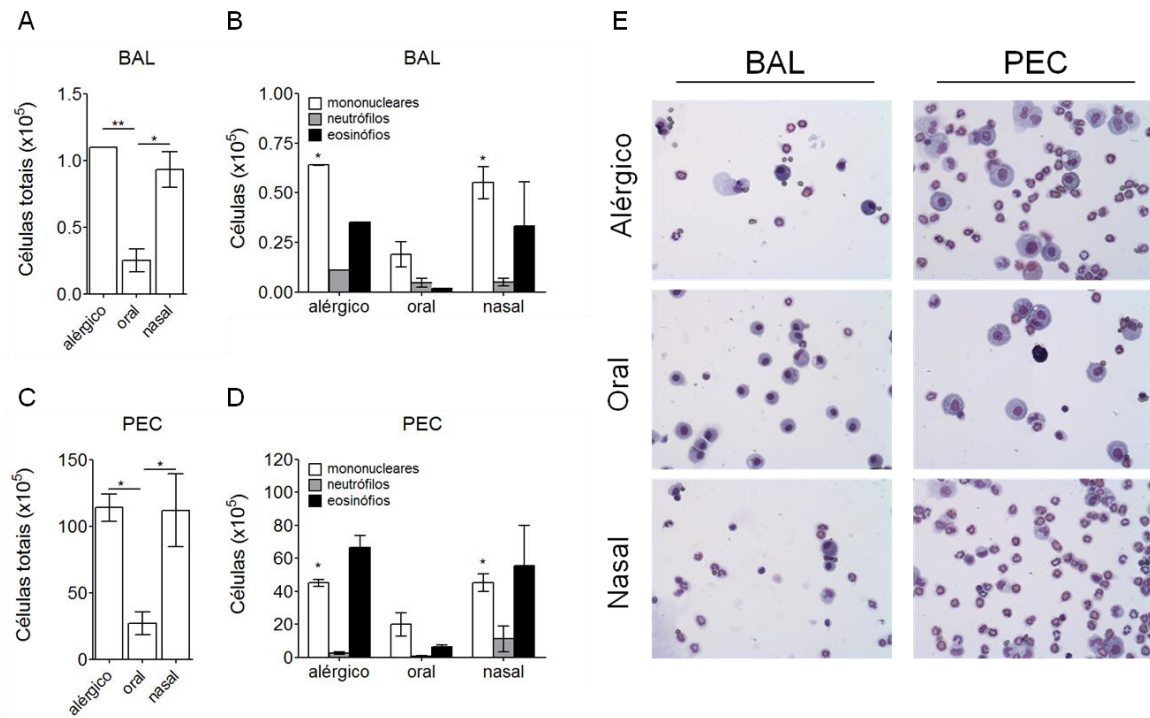 A
BAL
Células totais (x10⁵)
1.5
1.0
0.5
0.0
**
*
alérgico
oral
nasal
B
BAL
Células (x10⁵)
1.00
0.75
0.50
0.25
0.00
mononucleares
neutrófilos
eosinófios
*
*
alérgico
oral
nasal
C
PEC
Células totais (x10⁵)
150
100
50
0
*
*
alérgico
oral
nasal
D
PEC
Células (x10⁵)
120
80
60
40
20
0
mononucleares
neutrófilos
eosinófios
*
*
alérgico
oral
nasal
E
BAL
PEC
Alérgico
Oral
Nasal